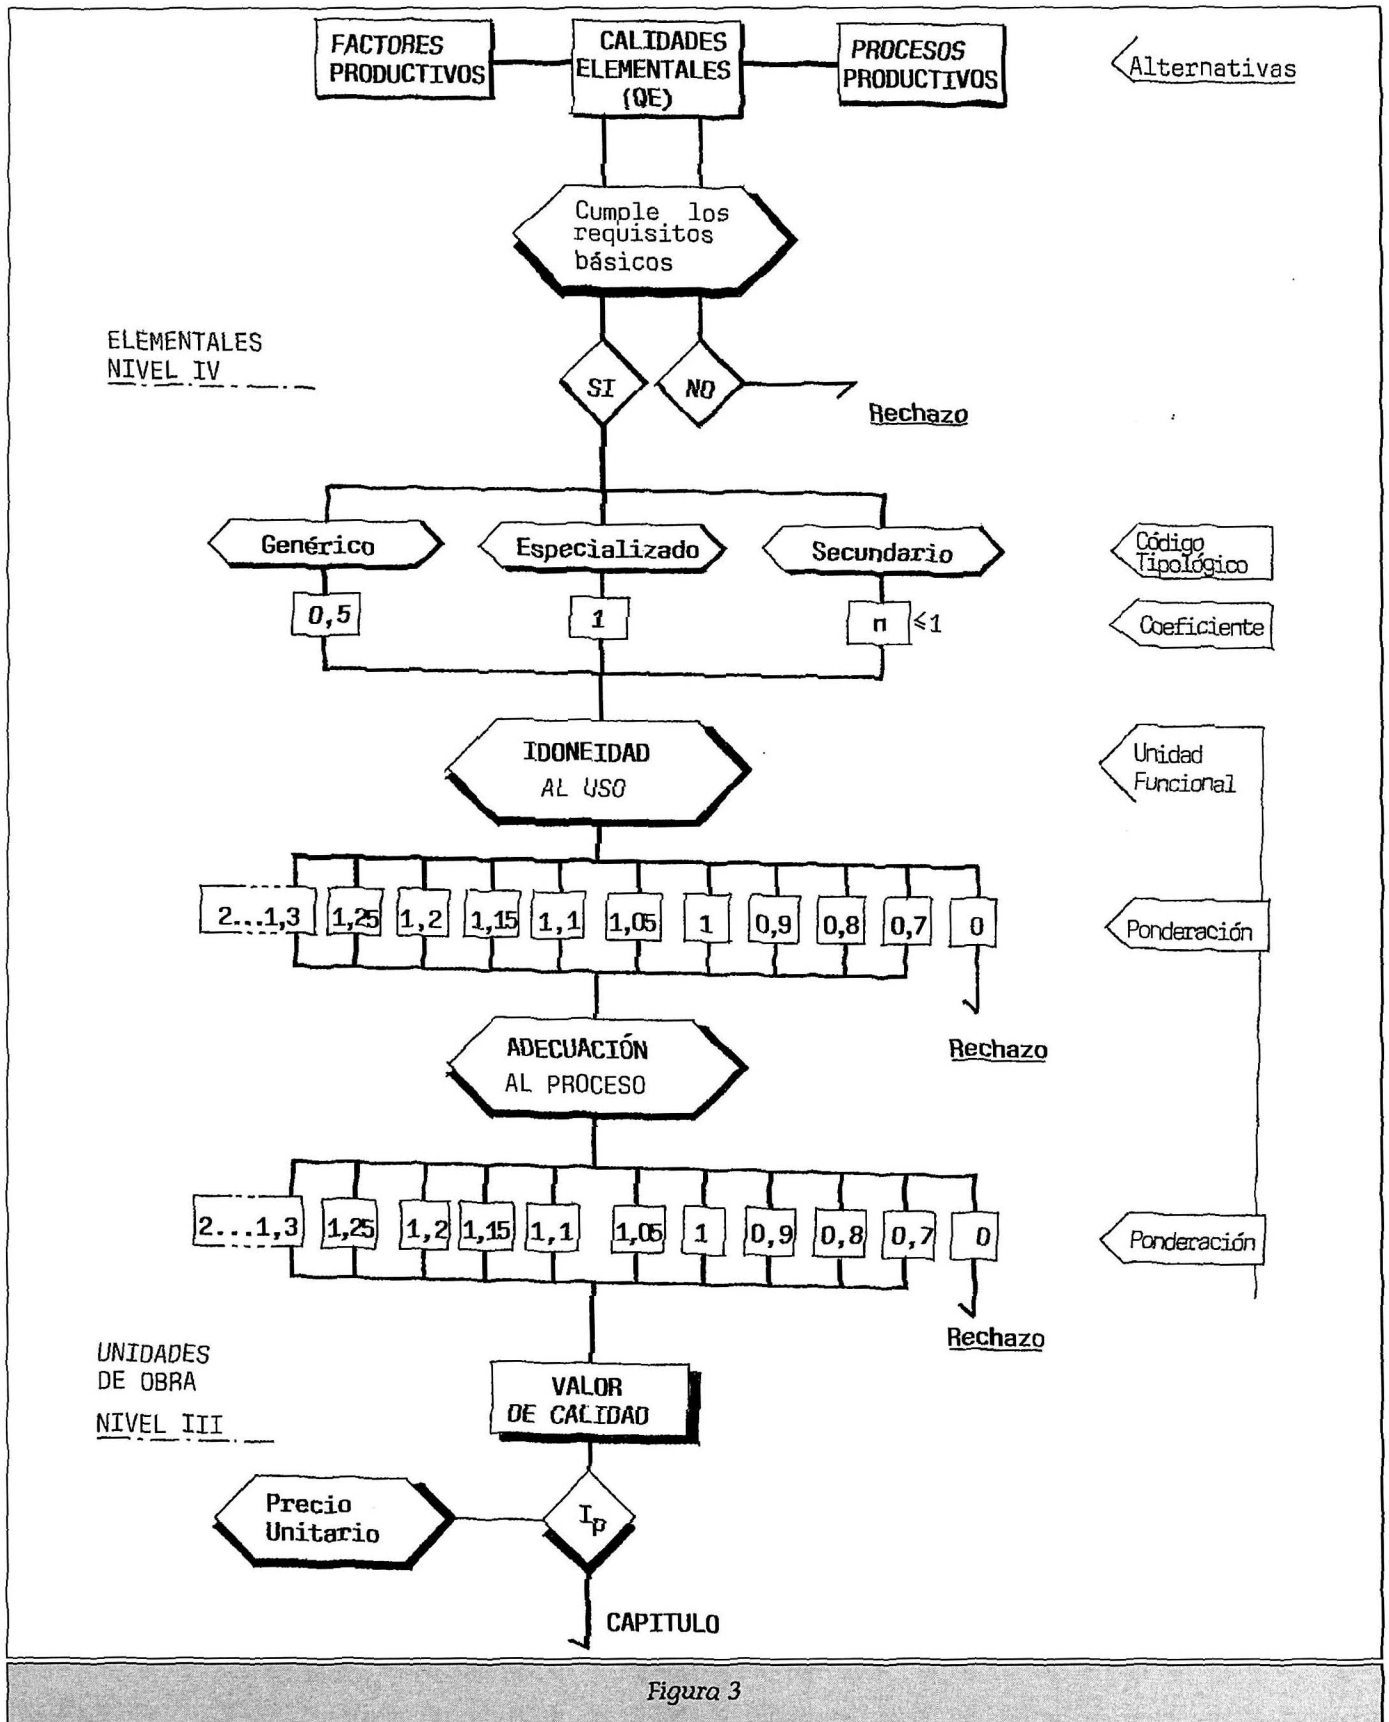 FACTORES
PRODUCTIVOS
CALIDADES
ELEMENTALES
(QE)
PROCESOS
PRODUCTIVOS
Alternativas
Cumple los
requisitos
básicos
ELEMENTALES
NIVEL IV
SI
NO
Rechazo
Genérico
Especializado
Secundario
Código
Tipológico
0,5
1
n ≤1
Coeficiente
IDONEIDAD
AL USO
Unidad
Funcional
2...1,3 1,25 1,2 1,15 1,1 1,05 1 0,9 0,8 0,7 0
Ponderación
Rechazo
ADECUACIÓN
AL PROCESO
2...1,3 1,25 1,2 1,15 1,1 1,05 1 0,9 0,8 0,7 0
Ponderación
Rechazo
UNIDADES
DE OBRA
NIVEL III
VALOR
DE CALIDAD
Precio
Unitario
Ip
CAPITULO
Figura 3